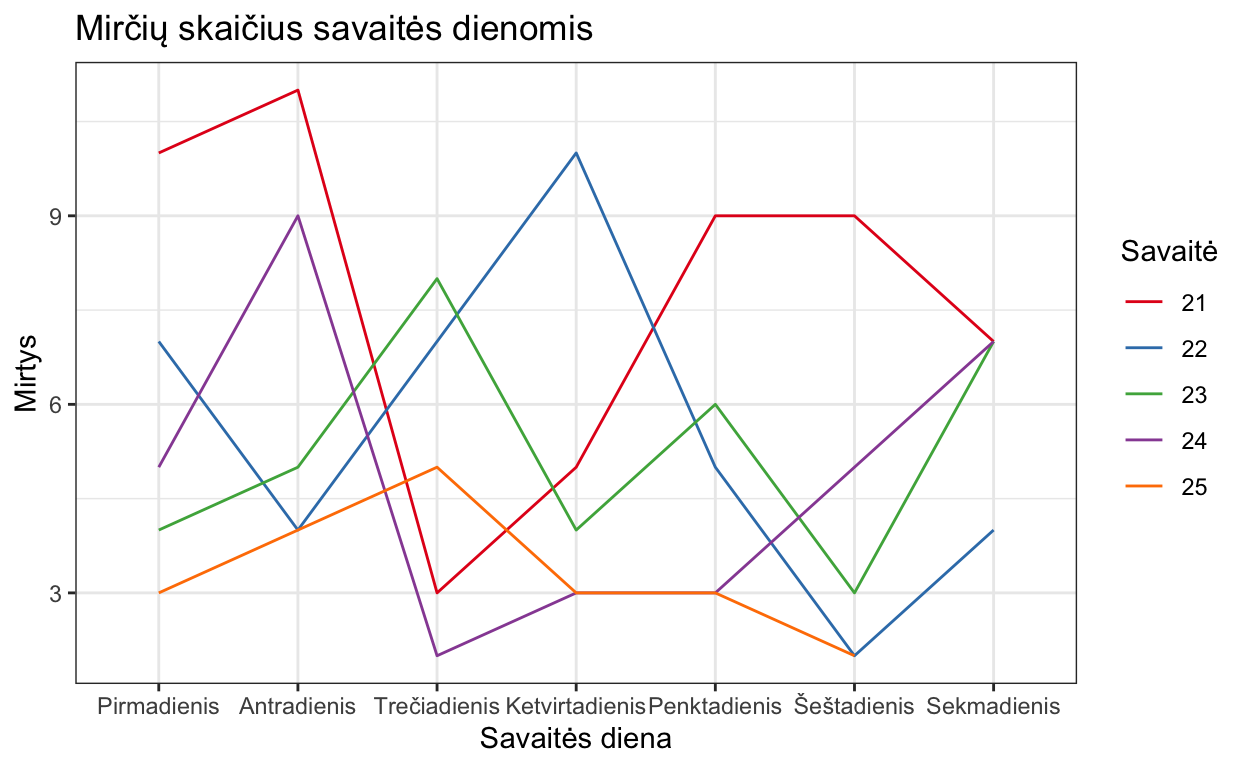 Mirčių skaičius savaitės dienomis
Mirtys
9
6
3
Pirmadienis Antradienis Trečiadienis Ketvirtadienis Penktadienis Šeštadienis Sekmadienis
Savaitės diena
Savaitė
21
22
23
24
25